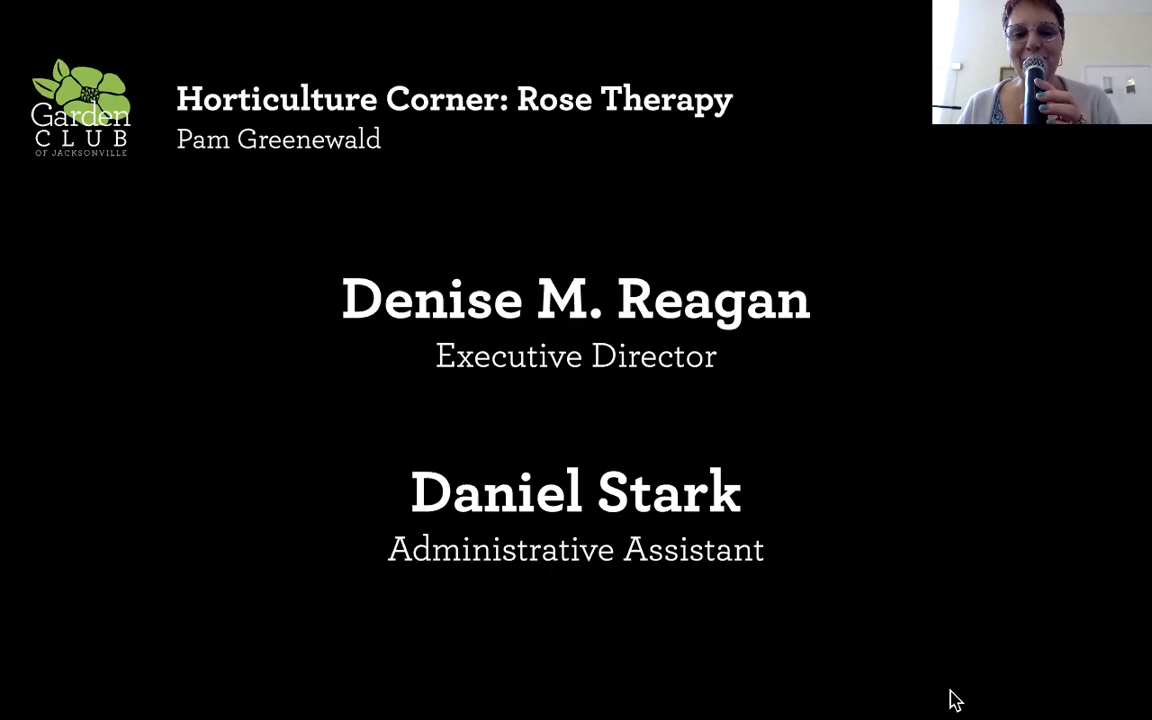 Garden
CLUB
OF JACKSONVILLE
Horticulture Corner: Rose Therapy
Pam Greenewald
Denise M. Reagan
Executive Director
Daniel Stark
Administrative Assistant